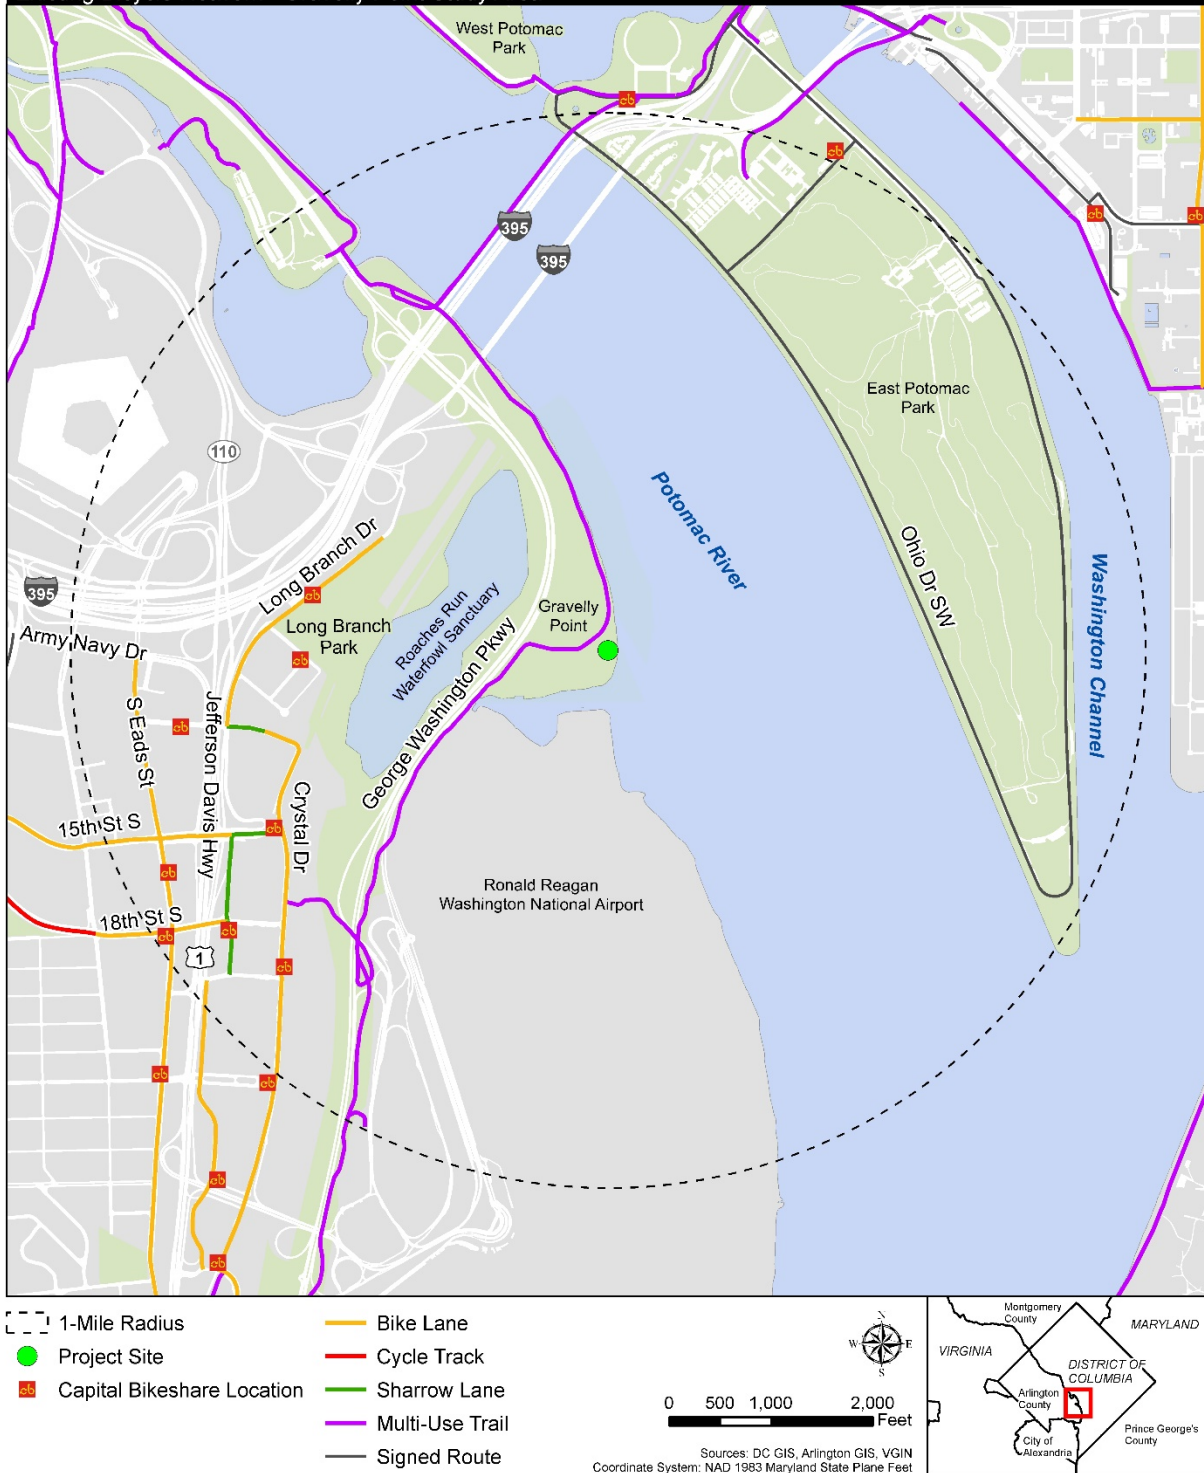 West Potomac
Park
395
395
East Potomac
Park
110
Potomac River
Long Branch Dr
Ohio Dr SW
Washington Channel
395
Gravelly
Point
Roaches Run
Waterfowl Sanctuary
Long Branch
Park
Army Navy Dr
George Washington Pkwy
S Eads St
Jefferson Davis Hwy
Crystal Dr
15th St S
Ronald Reagan
Washington National Airport
18th St S
1
1-Mile Radius
Project Site
Capital Bikeshare Location
Bike Lane
Cycle Track
Sharrow Lane
Multi-Use Trail
Signed Route
N
W E
S
0 500 1,000 2,000
Feet
Sources: DC GIS, Arlington GIS, VGIN
Coordinate System: NAD 1983 Maryland State Plane Feet
Montgomery
County
MARYLAND
VIRGINIA
DISTRICT OF
COLUMBIA
Arlington
County
Prince George's
County
City of
Alexandria